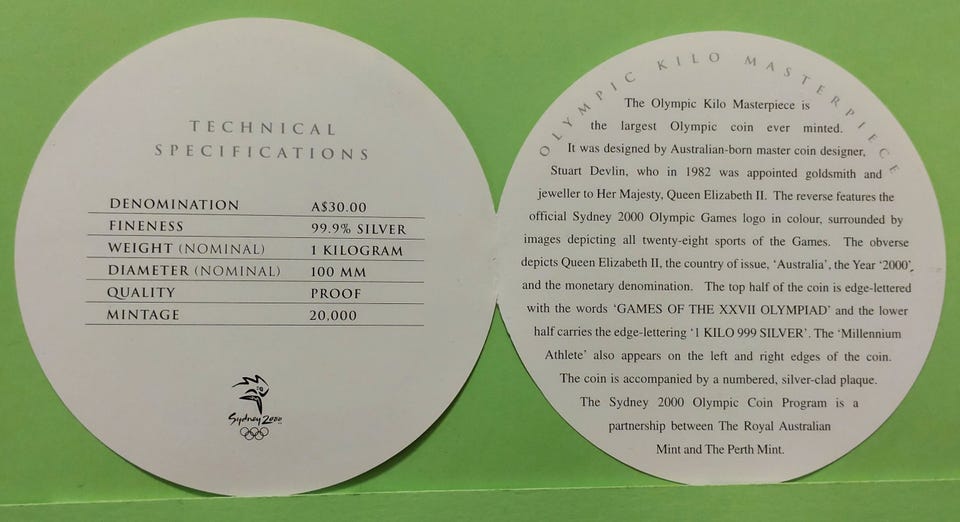 TECHNICAL
SPECIFICATIONS
DENOMINATION A$30.00
FINENESS 99.9% SILVER
WEIGHT (NOMINAL) 1 KILOGRAM
DIAMETER (NOMINAL) 100 MM
QUALITY PROOF
MINTAGE 20,000
Sydney 2000
OLYMPIC KILO MASTERPIECE
The Olympic Kilo Masterpiece is
the largest Olympic coin ever minted.
It was designed by Australian-born master coin designer,
Stuart Devlin, who in 1982 was appointed goldsmith and
jeweller to Her Majesty, Queen Elizabeth II. The reverse features the
official Sydney 2000 Olympic Games logo in colour, surrounded by
images depicting all twenty-eight sports of the Games. The obverse
depicts Queen Elizabeth II, the country of issue, ‘Australia’, the Year ‘2000’,
and the monetary denomination. The top half of the coin is edge-lettered
with the words ‘GAMES OF THE XXVII OLYMPIAD’ and the lower
half carries the edge-lettering ‘1 KILO 999 SILVER’. The ‘Millennium
Athlete’ also appears on the left and right edges of the coin.
The coin is accompanied by a numbered, silver-clad plaque.
The Sydney 2000 Olympic Coin Program is a
partnership between The Royal Australian
Mint and The Perth Mint.